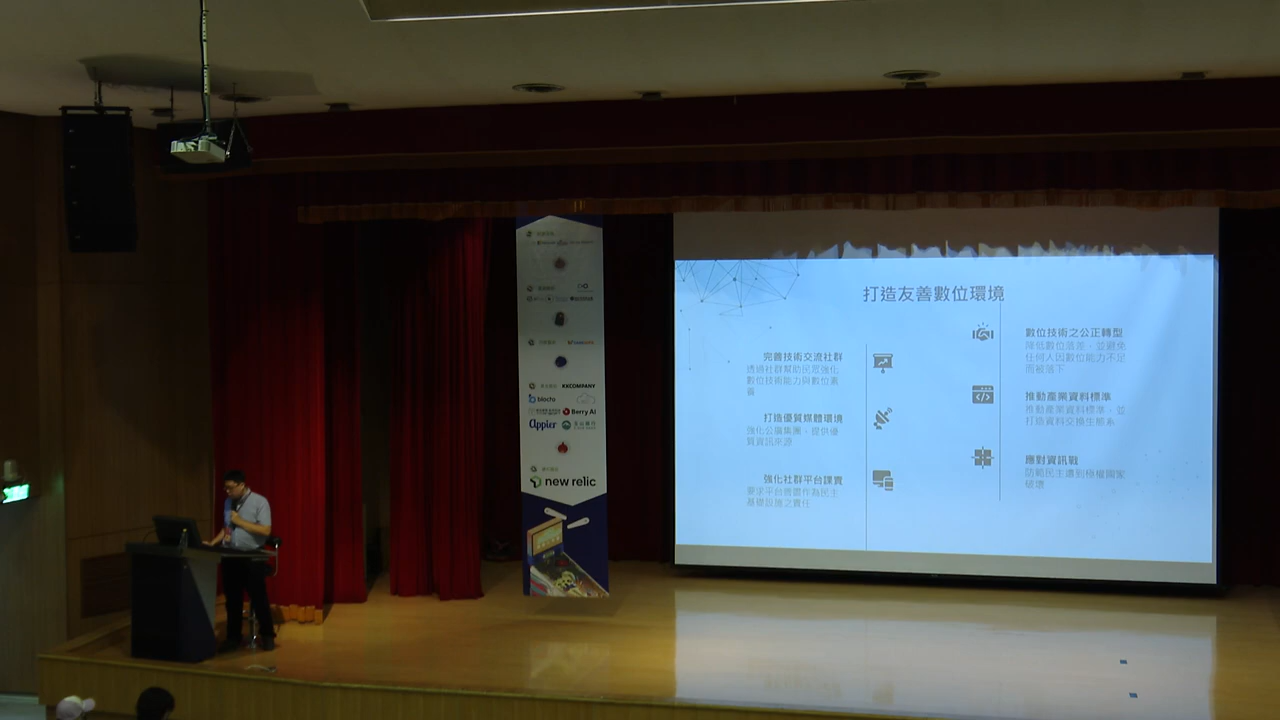 打造友善數位環境
完善技術交流社群
透過社群幫助民眾強化
數位技術能力與數位素
養
打造優質媒體環境
強化公廣集團，提供優
質資訊來源
強化社群平台課責
要求平台善盡作為民主
基礎設施之責任
數位技術之公正轉型
降低數位落差，並避免
任何人因數位能力不足
而被落下
推動產業資料標準
推動產業資料標準，並
打造資料交換生態系
應對資訊戰
防範民主遭到極權國家
破壞
KKCOMPANY
blocto
Berry AI
Appier
new relic